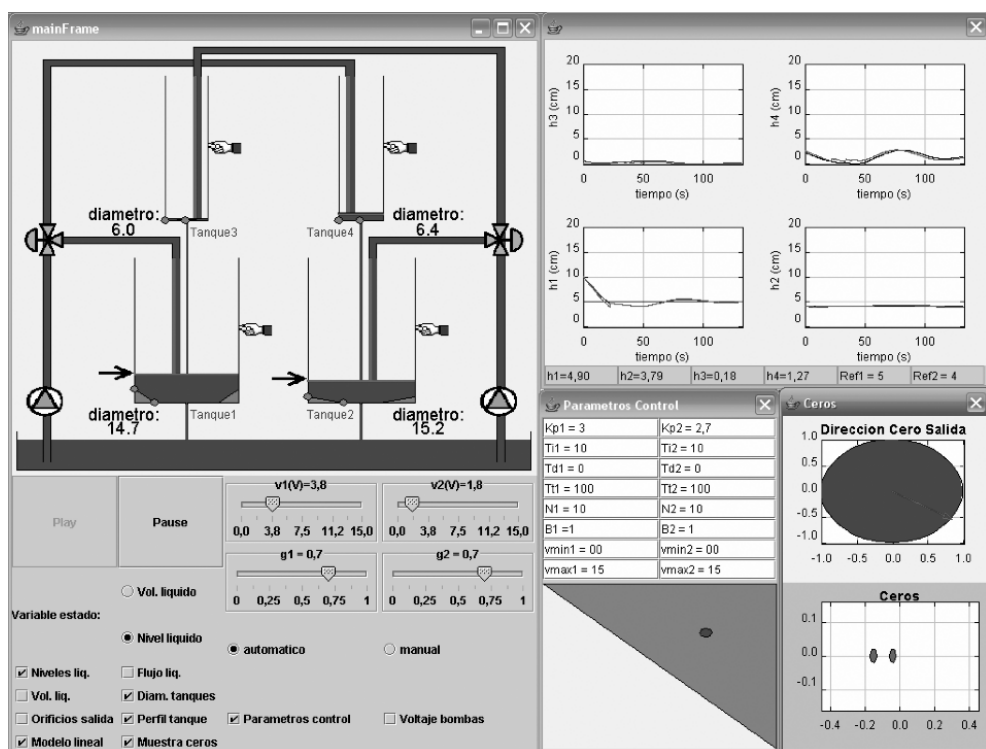 mainFrame
diametro:
6.0
Tanque3
Tanque4
diametro:
6.4
diametro:
14.7
Tanque1
Tanque2
diametro:
15.2
Play
Pause
v1(V)=3,8
0,0 3,8 7,5 11,2 15,0
v2(V)=1,8
0,0 3,8 7,5 11,2 15,0
g1 = 0,7
0 0,25 0,5 0,75 1
g2 = 0,7
0 0,25 0,5 0,75 1
Variable estado:
Vol. liquido
Nivel liquido
automatico
manual
Niveles liq.
Flujo liq.
Vol. liq.
Diam. tanques
Orificios salida
Perfil tanque
Parametros control
Voltaje bombas
Modelo lineal
Muestra ceros
h3 (cm)
20
15
10
5
0
0 50 100
tiempo (s)
h4 (cm)
20
15
10
5
0
0 50 100
tiempo (s)
h1 (cm)
20
15
10
5
0
0 50 100
tiempo (s)
h2 (cm)
20
15
10
5
0
0 50 100
tiempo (s)
h1=4,90 h2=3,79 h3=0,18 h4=1,27 Ref1 = 5 Ref2 = 4
Parametros Control
Kp1 = 3 Kp2 = 2,7
Ti1 = 10 Ti2 = 10
Td1 = 0 Td2 = 0
Tt1 = 100 Tt2 = 100
N1 = 10 N2 = 10
B1 =1 B2 = 1
vmin1 = 00 vmin2 = 00
vmax1 = 15 vmax2 = 15
Ceros
Direccion Cero Salida
1.0
0.5
0.0
-0.5
-1.0
-1.0 -0.5 0.0 0.5 1.0
Ceros
0.1
0.0
-0.1
-0.4 -0.2 0.0 0.2 0.4